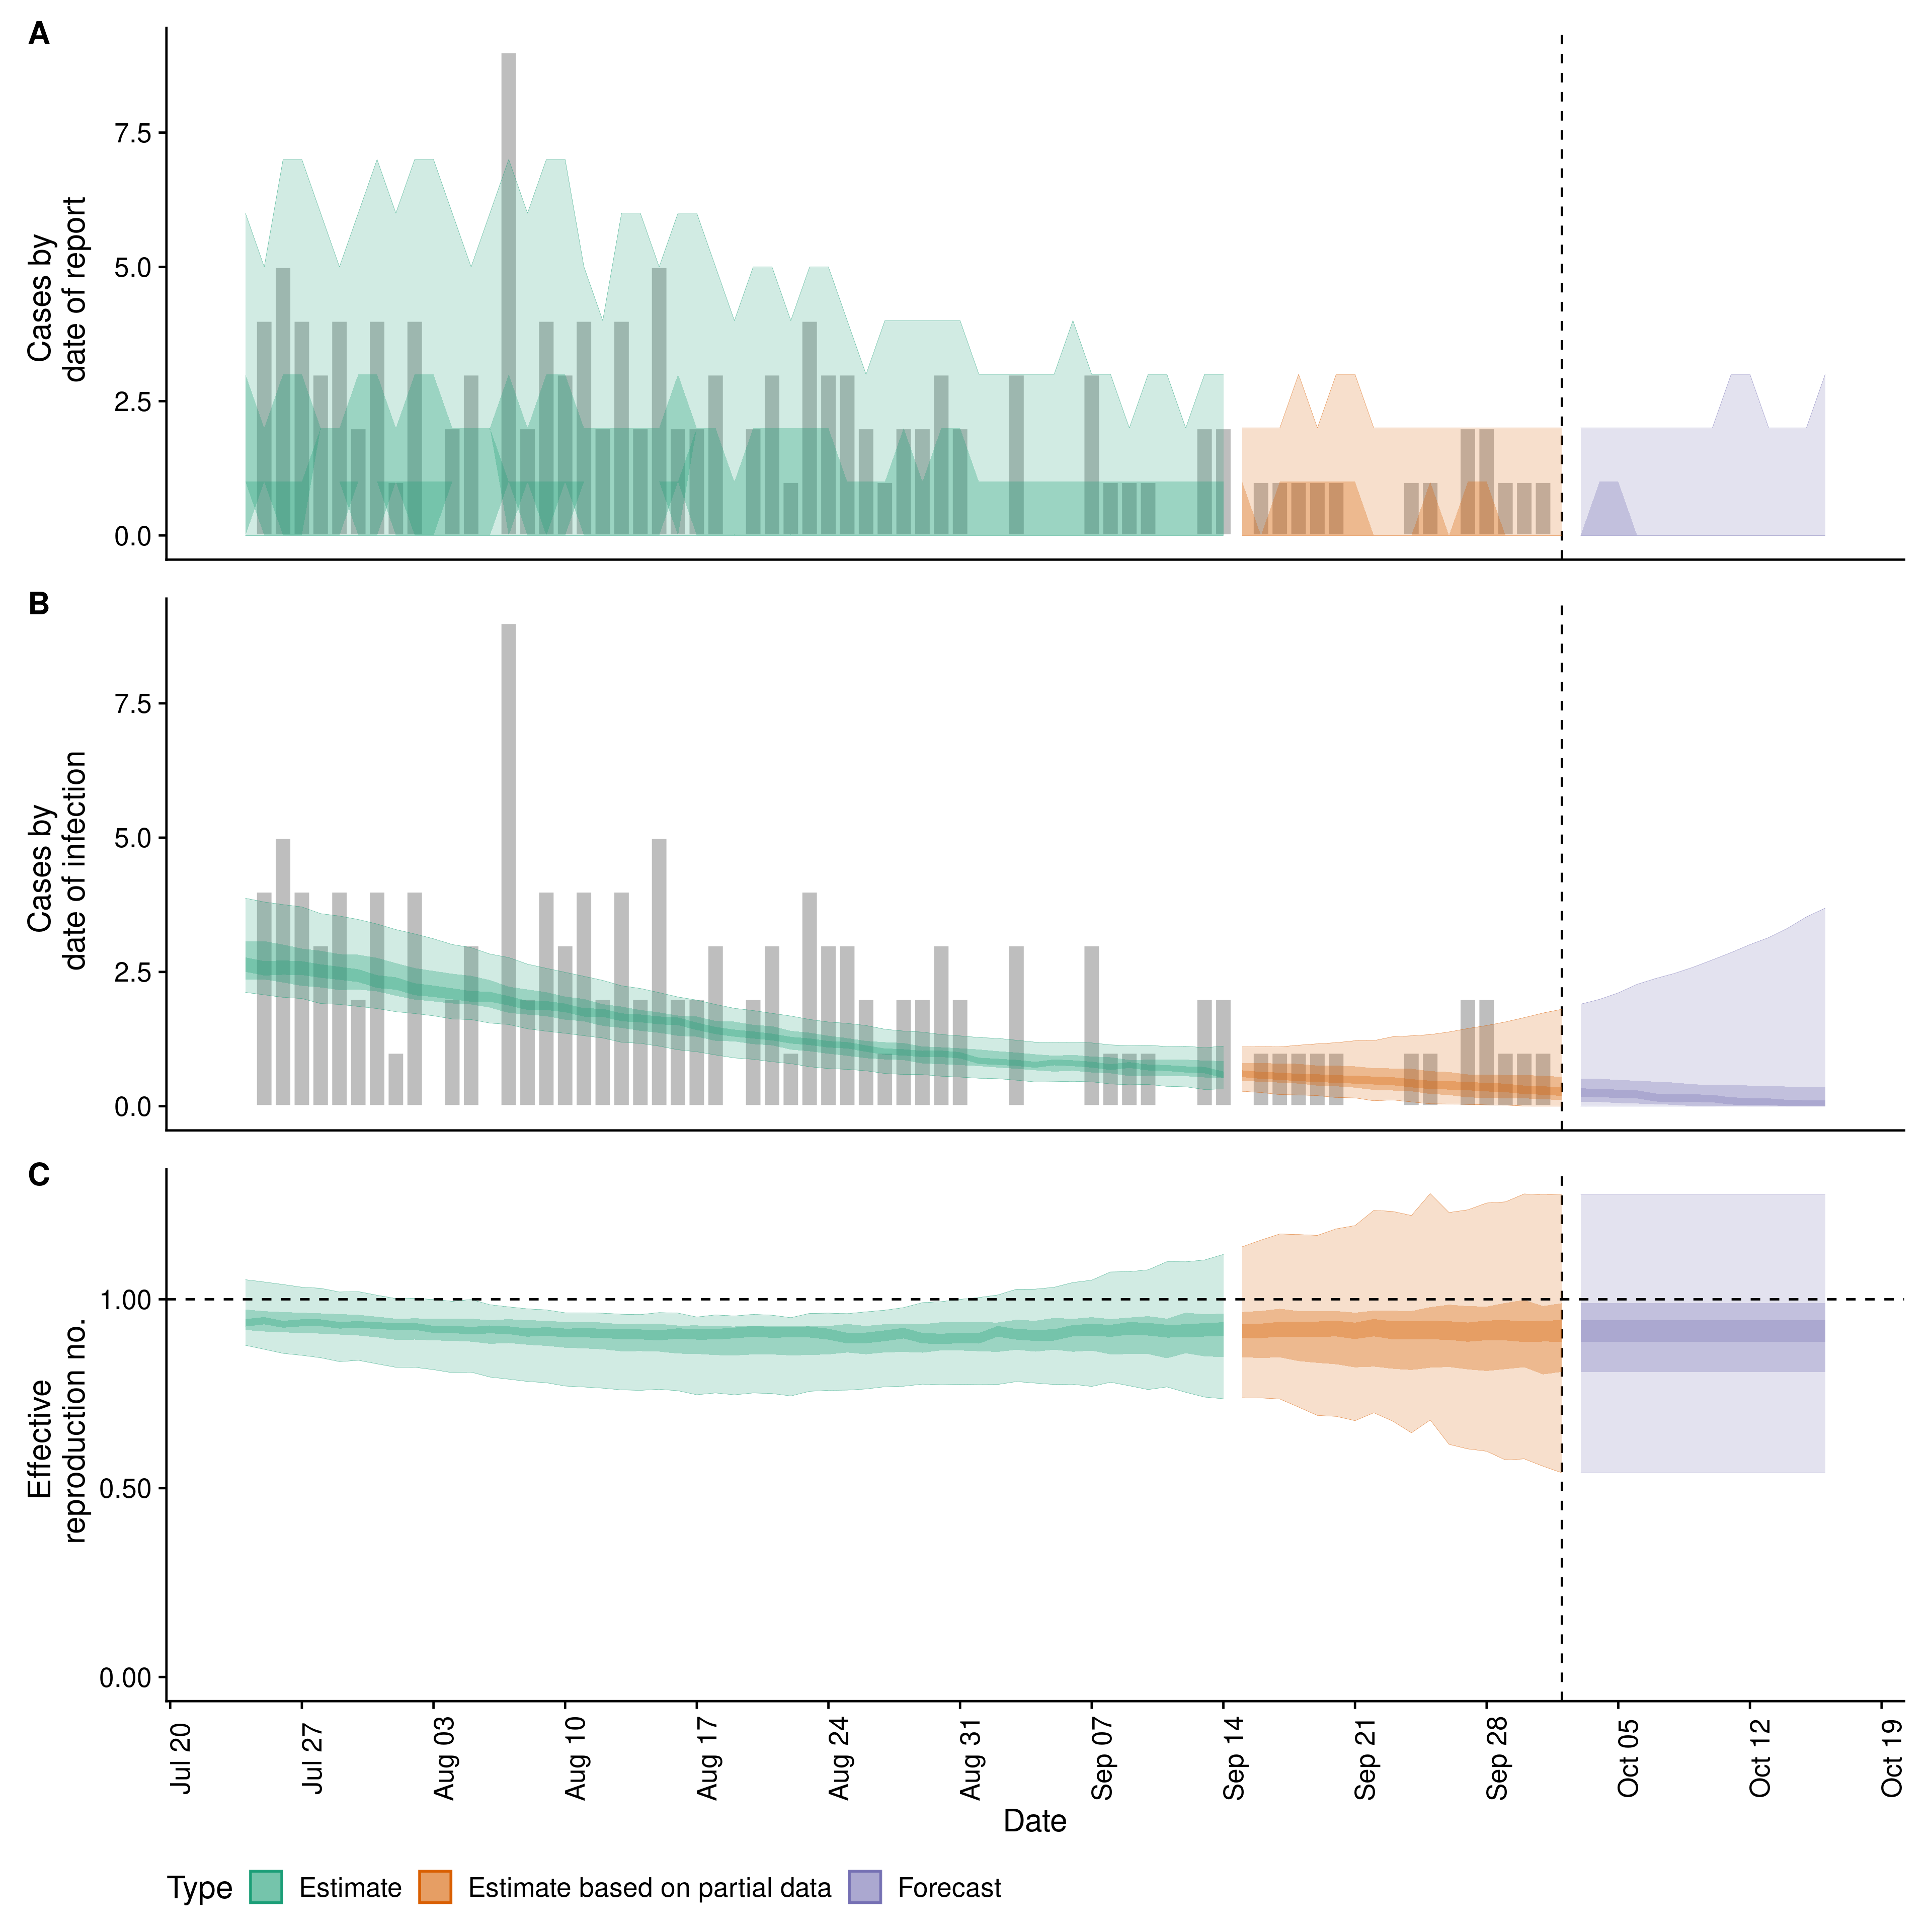 A
7.5
5.0
2.5
0.0
Cases by
date of report
B
7.5
5.0
2.5
0.0
Cases by
date of infection
C
1.00
0.50
0.00
Effective
reproduction no.
Jul 20
Jul 27
Aug 03
Aug 10
Aug 17
Aug 24
Aug 31
Sep 07
Sep 14
Sep 21
Sep 28
Oct 05
Oct 12
Oct 19
Date
Type
Estimate
Estimate based on partial data
Forecast